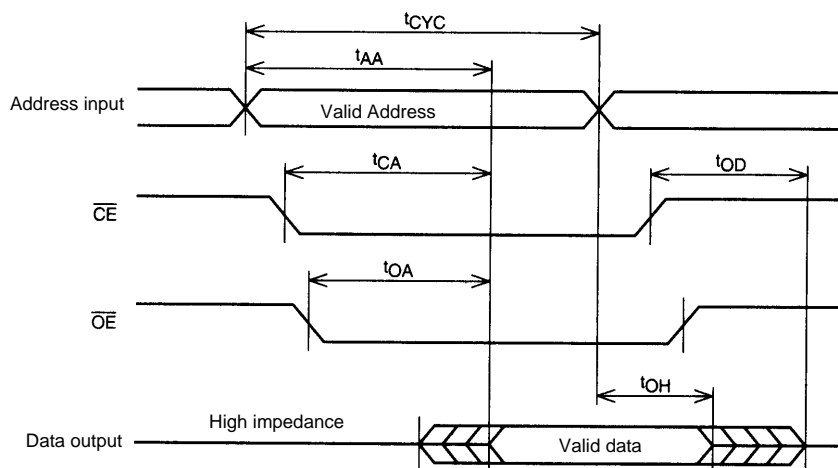 tCYC
tAA
Address input
Valid Address
tCA
tOD
CE
tOA
OE
tOH
High impedance
Data output
Valid data